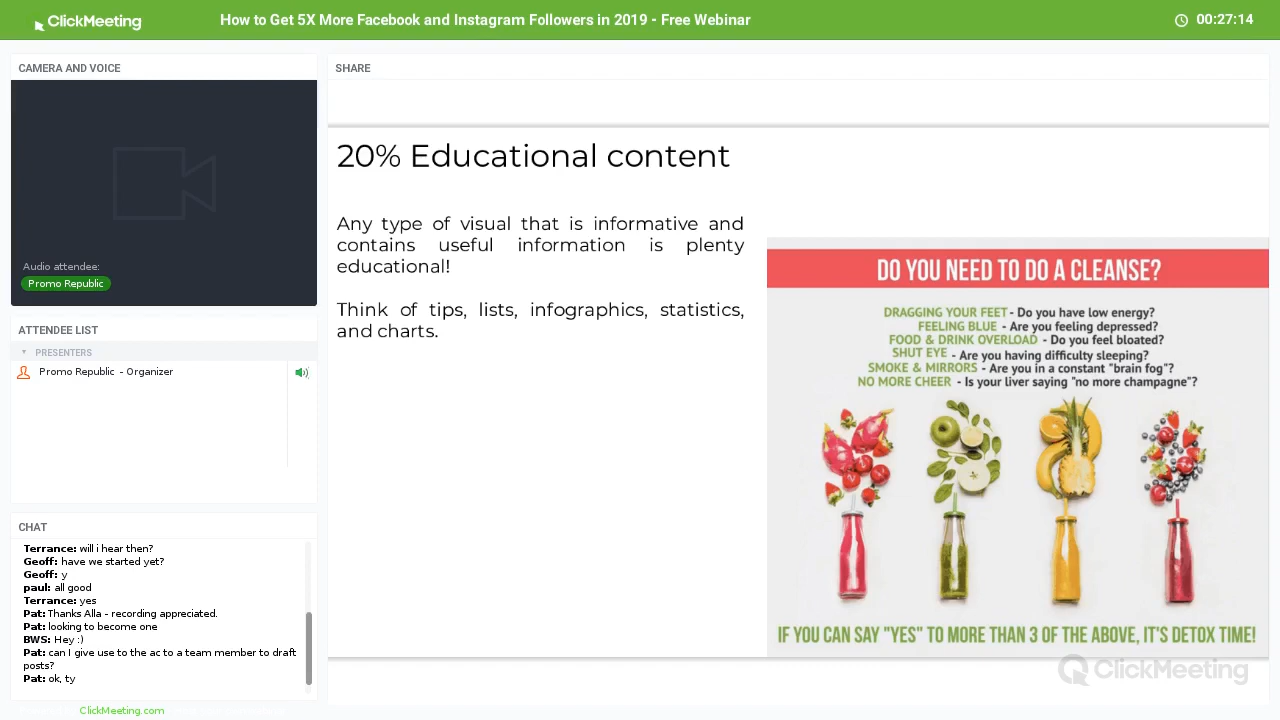 ClickMeeting
How to Get 5X More Facebook and Instagram Followers in 2019 - Free Webinar
00:27:14
CAMERA AND VOICE
Audio attendee:
Promo Republic
ATTENDEE LIST
PRESENTERS
Promo Republic - Organizer
CHAT
Terrance: will i hear then?
Geoff: have we started yet?
Geoff: y
paul: all good
Terrance: yes
Pat: Thanks Alla - recording appreciated.
Pat: looking to become one
BWS: Hey :)
Pat: can I give use to the ac to a team member to draft
posts?
Pat: ok, ty
ClickMeeting.com
SHARE
20% Educational content
Any type of visual that is informative and
contains useful information is plenty
educational!
Think of tips, lists, infographics, statistics,
and charts.
DO YOU NEED TO DO A CLEANSE?
DRAGGING YOUR FEET - Do you have low energy?
FEELING BLUE - Are you feeling depressed?
FOOD & DRINK OVERLOAD - Do you feel bloated?
SHUT EYE - Are you having difficulty sleeping?
SMOKE & MIRRORS - Are you in a constant "brain fog"?
NO MORE CHEER - Is your liver saying "no more champagne"?
IF YOU CAN SAY "YES" TO MORE THAN 3 OF THE ABOVE, IT'S DETOX TIME!
ClickMeeting